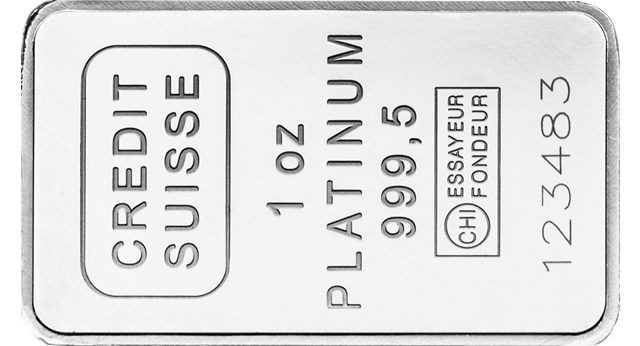 CREDIT
SUISSE
1 oz
PLATINUM
999,5
CHI
ESSAYEUR
FONDEUR
123483